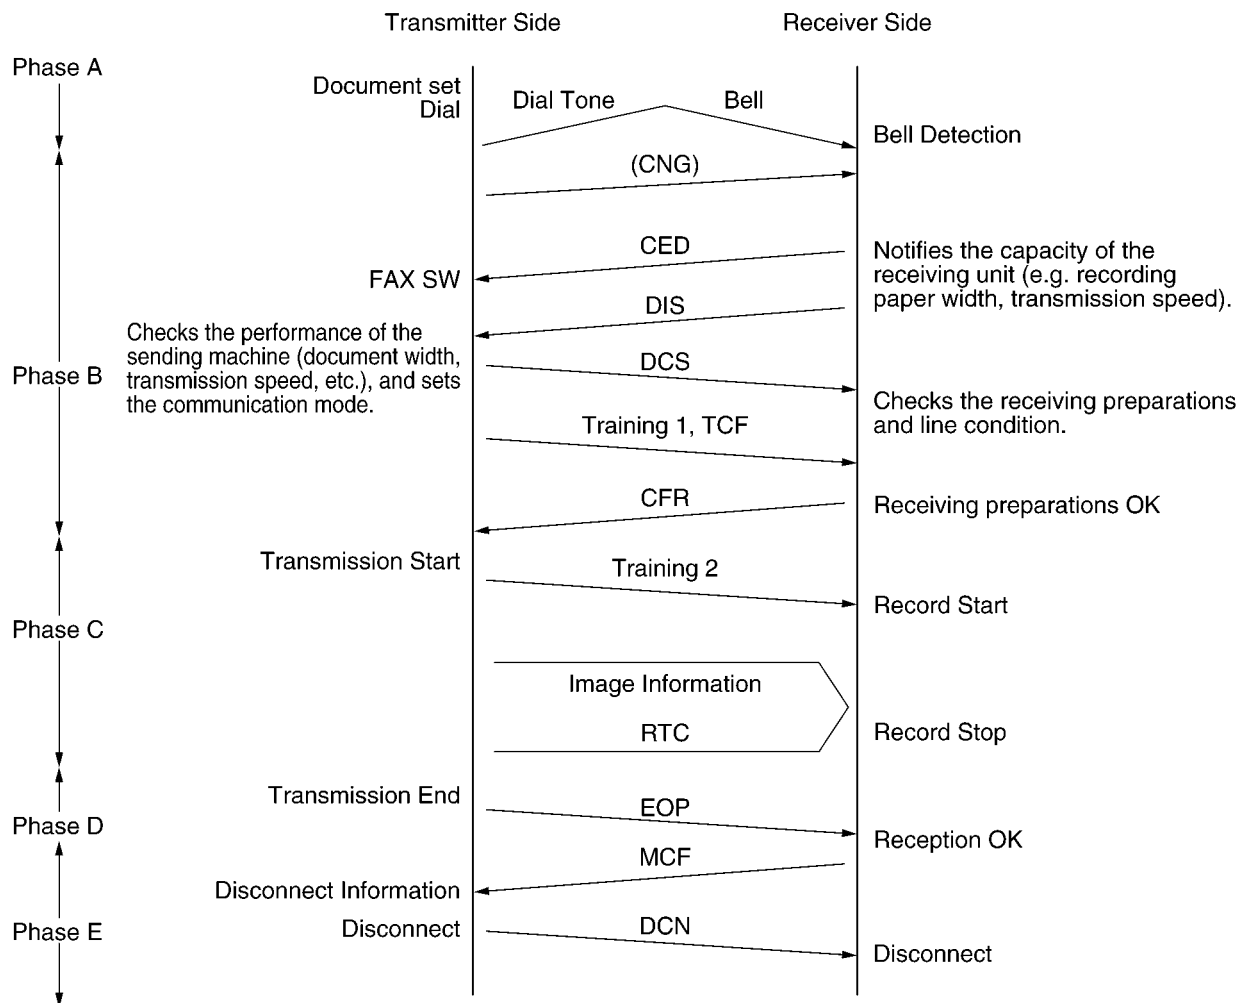 Transmitter Side
Receiver Side
Phase A
Document set
Dial
Dial Tone
Bell
Bell Detection
(CNG)
CED
Notifies the capacity of the
receiving unit (e.g. recording
paper width, transmission speed).
FAX SW
DIS
Checks the performance of the
sending machine (document width,
transmission speed, etc.), and sets
the communication mode.
Phase B
DCS
Checks the receiving preparations
and line condition.
Training 1, TCF
CFR
Receiving preparations OK
Transmission Start
Training 2
Record Start
Phase C
Image Information
RTC
Record Stop
Transmission End
EOP
Phase D
Reception OK
MCF
Disconnect Information
Phase E
Disconnect
DCN
Disconnect